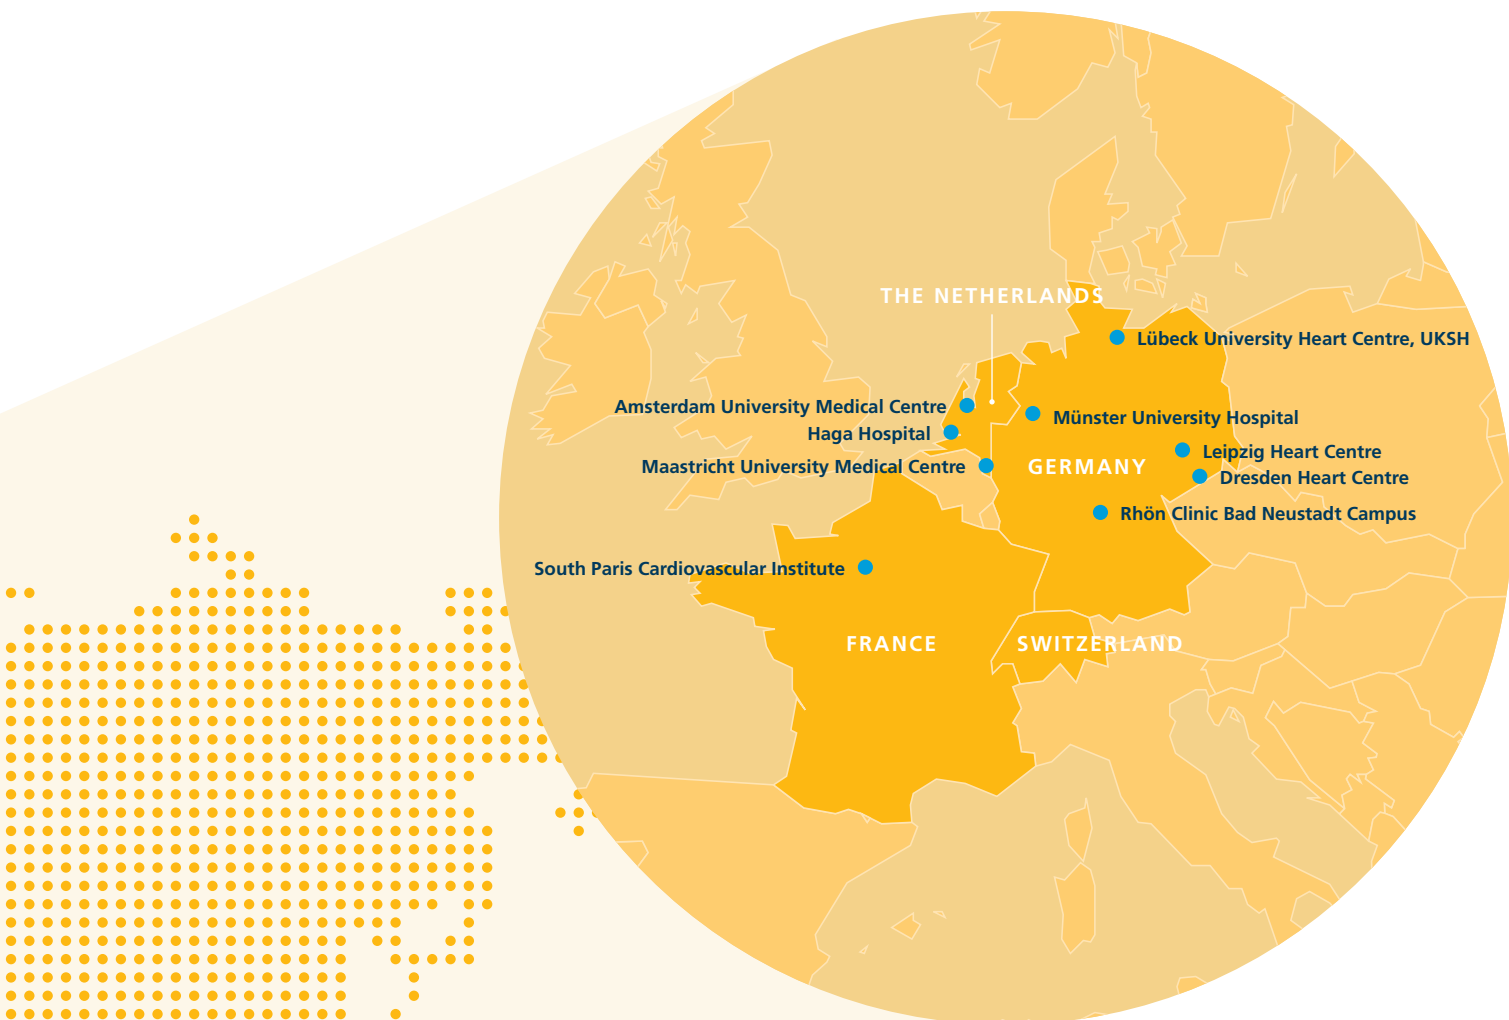 THE NETHERLANDS
Lübeck University Heart Centre, UKSH
Amsterdam University Medical Centre
Münster University Hospital
Haga Hospital
Leipzig Heart Centre
Maastricht University Medical Centre
GERMANY
Dresden Heart Centre
Rhön Clinic Bad Neustadt Campus
South Paris Cardiovascular Institute
FRANCE
SWITZERLAND